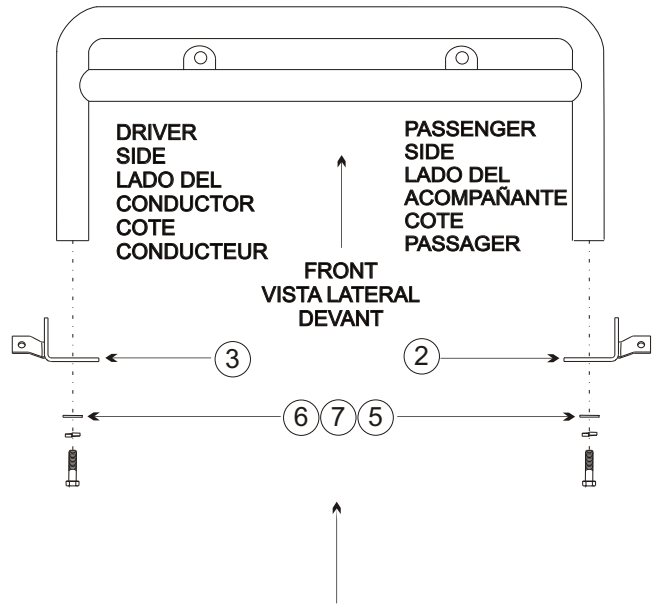 DRIVER
SIDE
LADO DEL
CONDUCTOR
COTE
CONDUCTEUR
PASSENGER
SIDE
LADO DEL
ACOMPAÑANTE
COTE
PASSAGER
FRONT
VISTA LATERAL
DEVANT
3
2
6 7 5